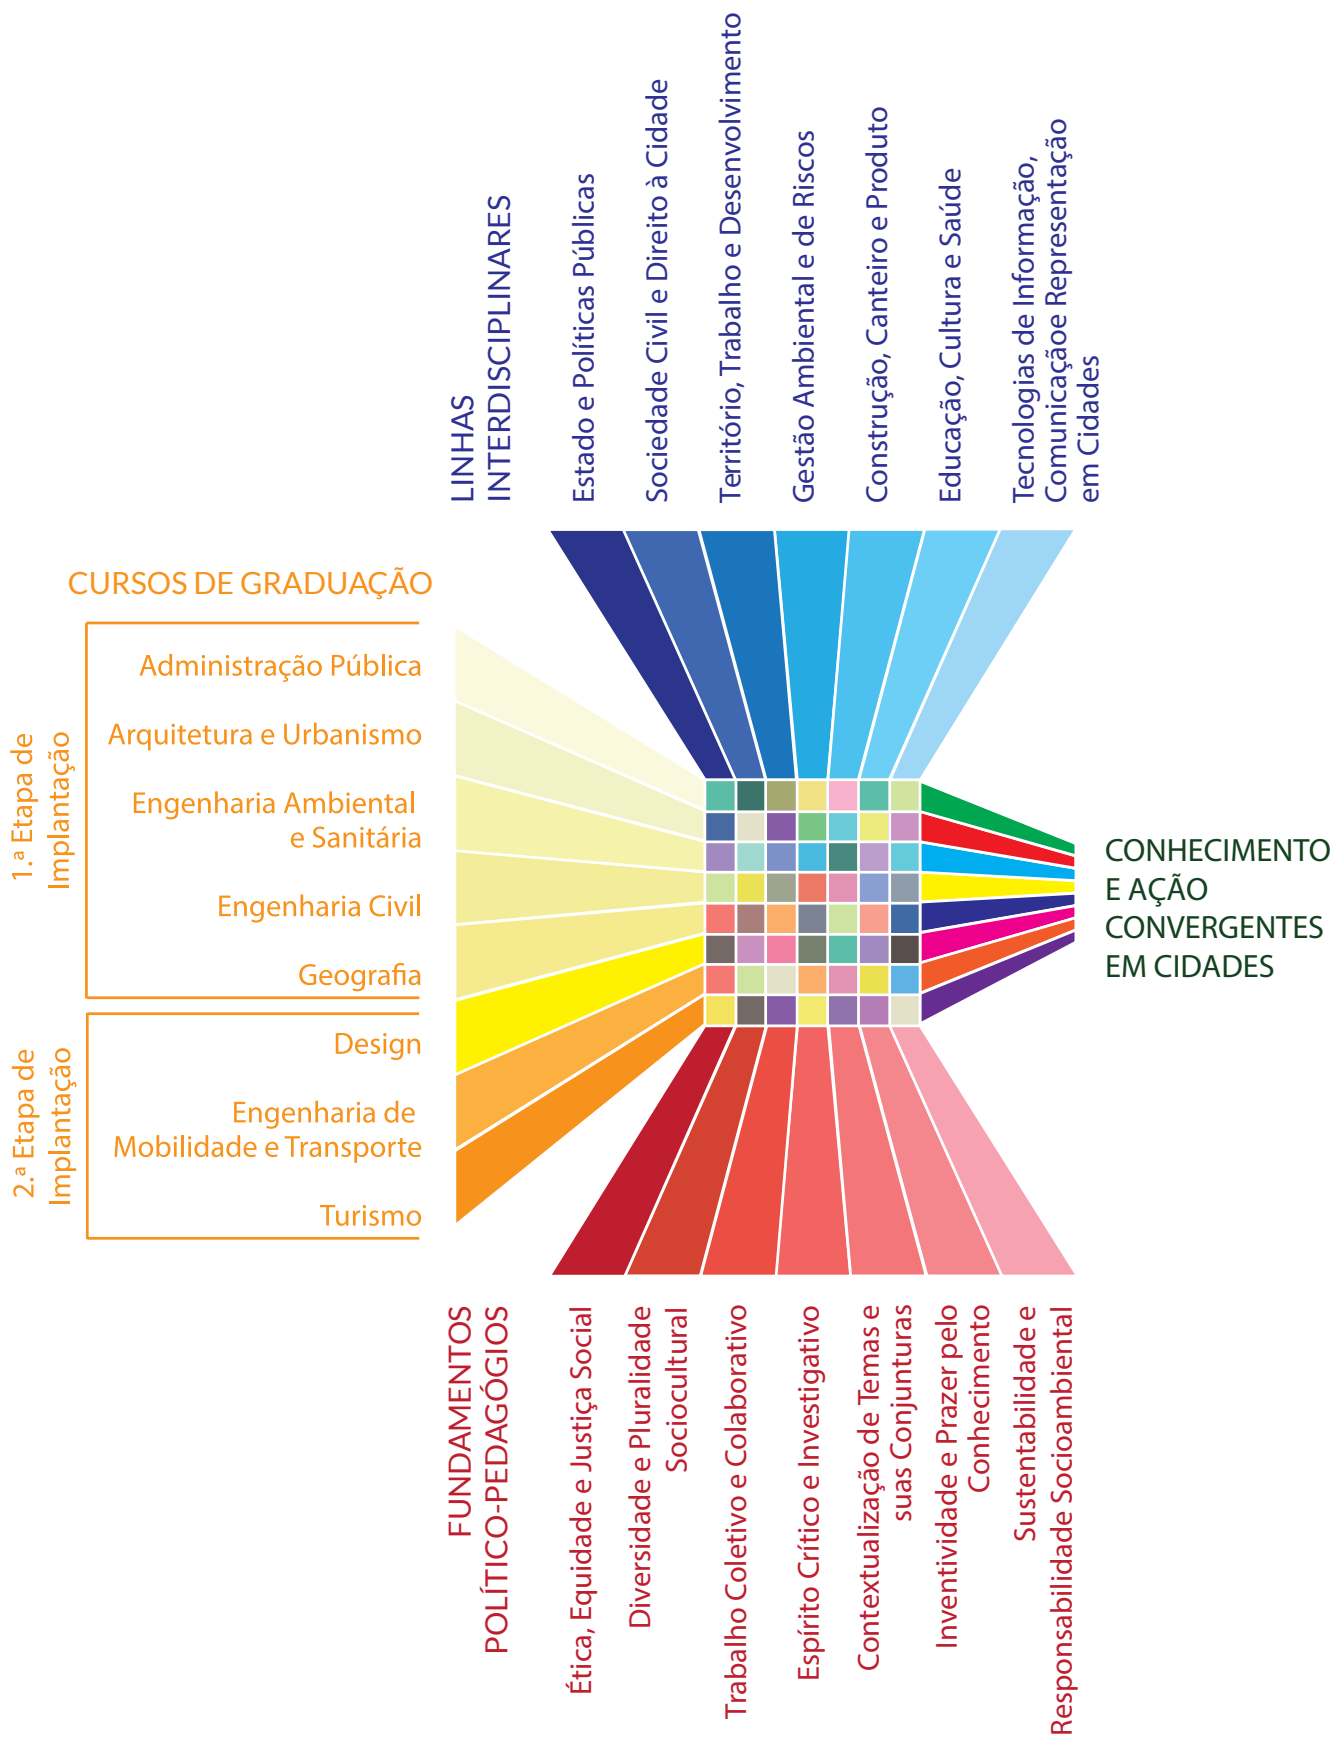 LINHAS
INTERDISCIPLINARES
Estado e Políticas Públicas
Sociedade Civil e Direito à Cidade
Território, Trabalho e Desenvolvimento
Gestão Ambiental e de Riscos
Construção, Canteiro e Produto
Educação, Cultura e Saúde
Tecnologias de Informação,
Comunicaçãoe Representação
em Cidades
CURSOS DE GRADUAÇÃO
1.ª Etapa de
Implantação
Administração Pública
Arquitetura e Urbanismo
Engenharia Ambiental
e Sanitária
Engenharia Civil
Geografia
2.ª Etapa de
Implantação
Design
Engenharia de
Mobilidade e Transporte
Turismo
CONHECIMENTO
E AÇÃO
CONVERGENTES
EM CIDADES
FUNDAMENTOS
POLÍTICO-PEDAGÓGIOS
Ética, Equidade e Justiça Social
Diversidade e Pluralidade
Sociocultural
Trabalho Coletivo e Colaborativo
Espírito Crítico e Investigativo
Contextualização de Temas e
suas Conjunturas
Inventividade e Prazer pelo
Conhecimento
Sustentabilidade e
Responsabilidade Socioambiental